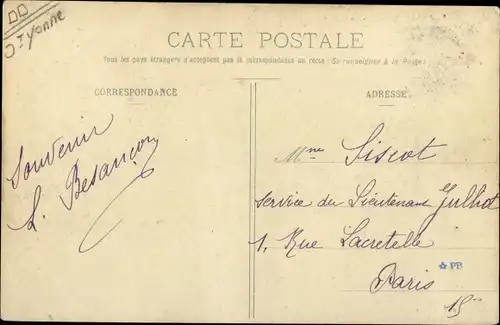 DD
Yonne
CARTE POSTALE
Tous les pays étrangers n'acceptent pas la correspondance au recto (Se renseigner à la Poste)
CORRESPONDANCE
ADRESSE
Souvenir
L. Besançon
Mme Siscot
Service du Lieutenant Julliot
1, Rue Lacretelle
Paris
PB
15e